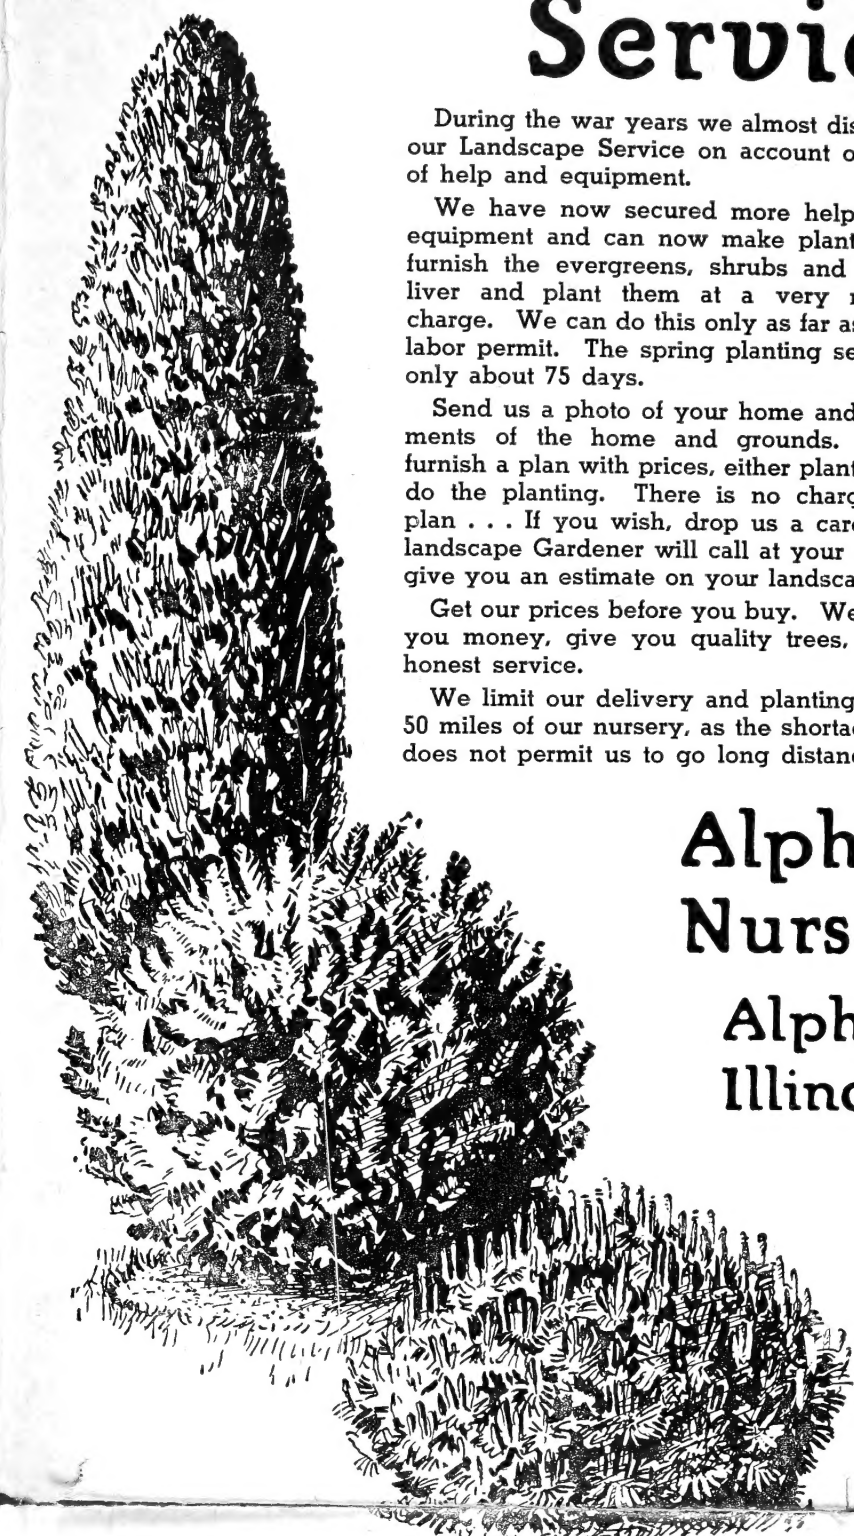 Servic
During the war years we almost dis
our Landscape Service on account o
of help and equipment.
We have now secured more help
equipment and can now make plant
furnish the evergreens, shrubs and
liver and plant them at a very
charge. We can do this only as far as
labor permit. The spring planting se
only about 75 days.
Send us a photo of your home and
ments of the home and grounds.
furnish a plan with prices, either plant
do the planting. There is no charg
plan . . . If you wish, drop us a card
landscape Gardener will call at your
give you an estimate on your landsca
Get our prices before you buy. We
you money, give you quality trees,
honest service.
We limit our delivery and planting
50 miles of our nursery, as the shortag
does not permit us to go long distanc
Alph
Nurs
Alph
Illino